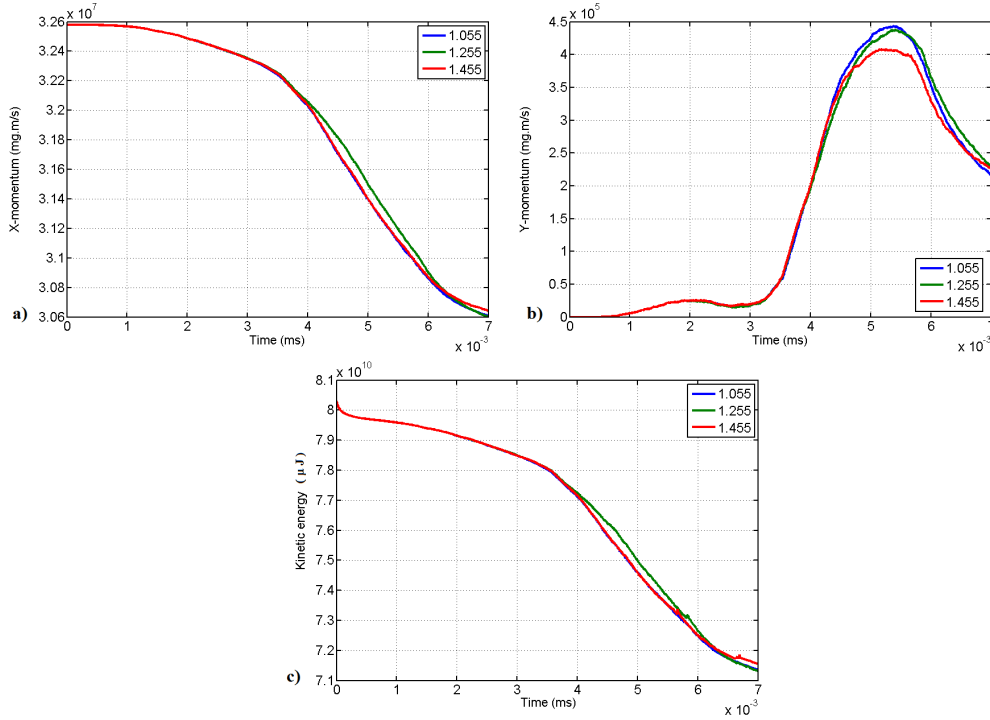 x 10⁷
3.26
3.24
3.22
3.2
3.18
3.16
3.14
3.12
3.1
3.08
3.06
X-momentum (mg.m/s)
1.055
1.255
1.455
0 1 2 3 4 5 6 7
Time (ms)
x 10⁻³
a)
x 10⁵
4.5
4
3.5
3
2.5
2
1.5
1
0.5
0
Y-momentum (mg.m/s)
1.055
1.255
1.455
0 1 2 3 4 5 6 7
Time (ms)
x 10⁻³
b)
x 10¹⁰
8.1
8
7.9
7.8
7.7
7.6
7.5
7.4
7.3
7.2
7.1
Kinetic energy (μJ)
1.055
1.255
1.455
0 1 2 3 4 5 6 7
Time (ms)
x 10⁻³
c)